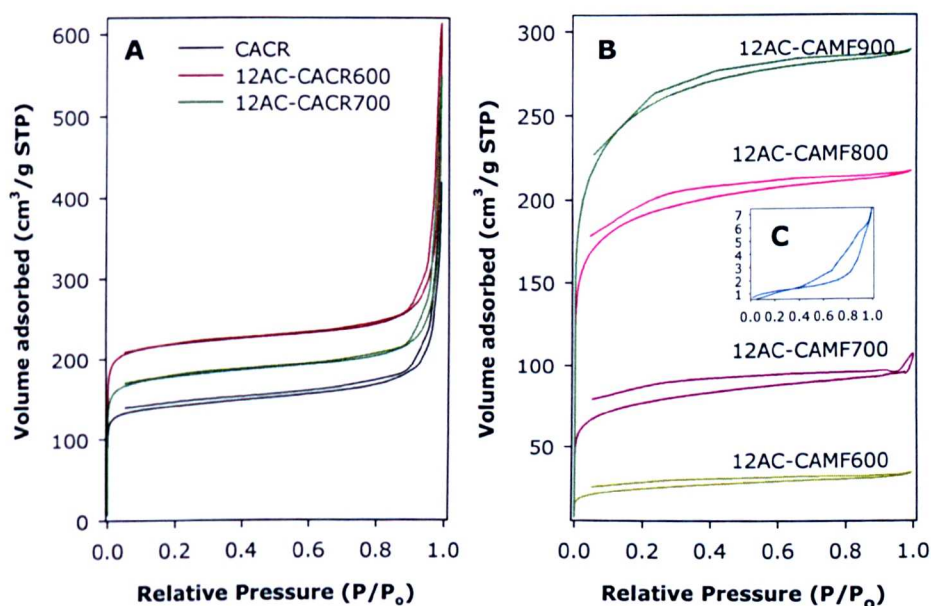 A
CACR
12AC-CACR600
12AC-CACR700
600
500
400
300
200
100
0
0.0 0.2 0.4 0.6 0.8 1.0
Volume adsorbed (cm³/g STP)
Relative Pressure (P/Po)
B
12AC-CAMF900
12AC-CAMF800
12AC-CAMF700
12AC-CAMF600
300
250
200
150
100
50
0.0 0.2 0.4 0.6 0.8 1.0
Volume adsorbed (cm³/g STP)
Relative Pressure (P/Po)
C
7
6
5
4
3
2
1
0.0 0.2 0.4 0.6 0.8 1.0